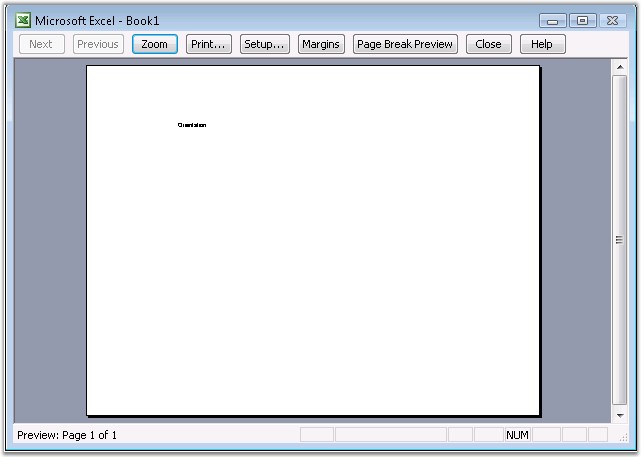 Microsoft Excel - Book1
Next Previous Zoom Print... Setup... Margins Page Break Preview Close Help
Orientation
Preview: Page 1 of 1 NUM